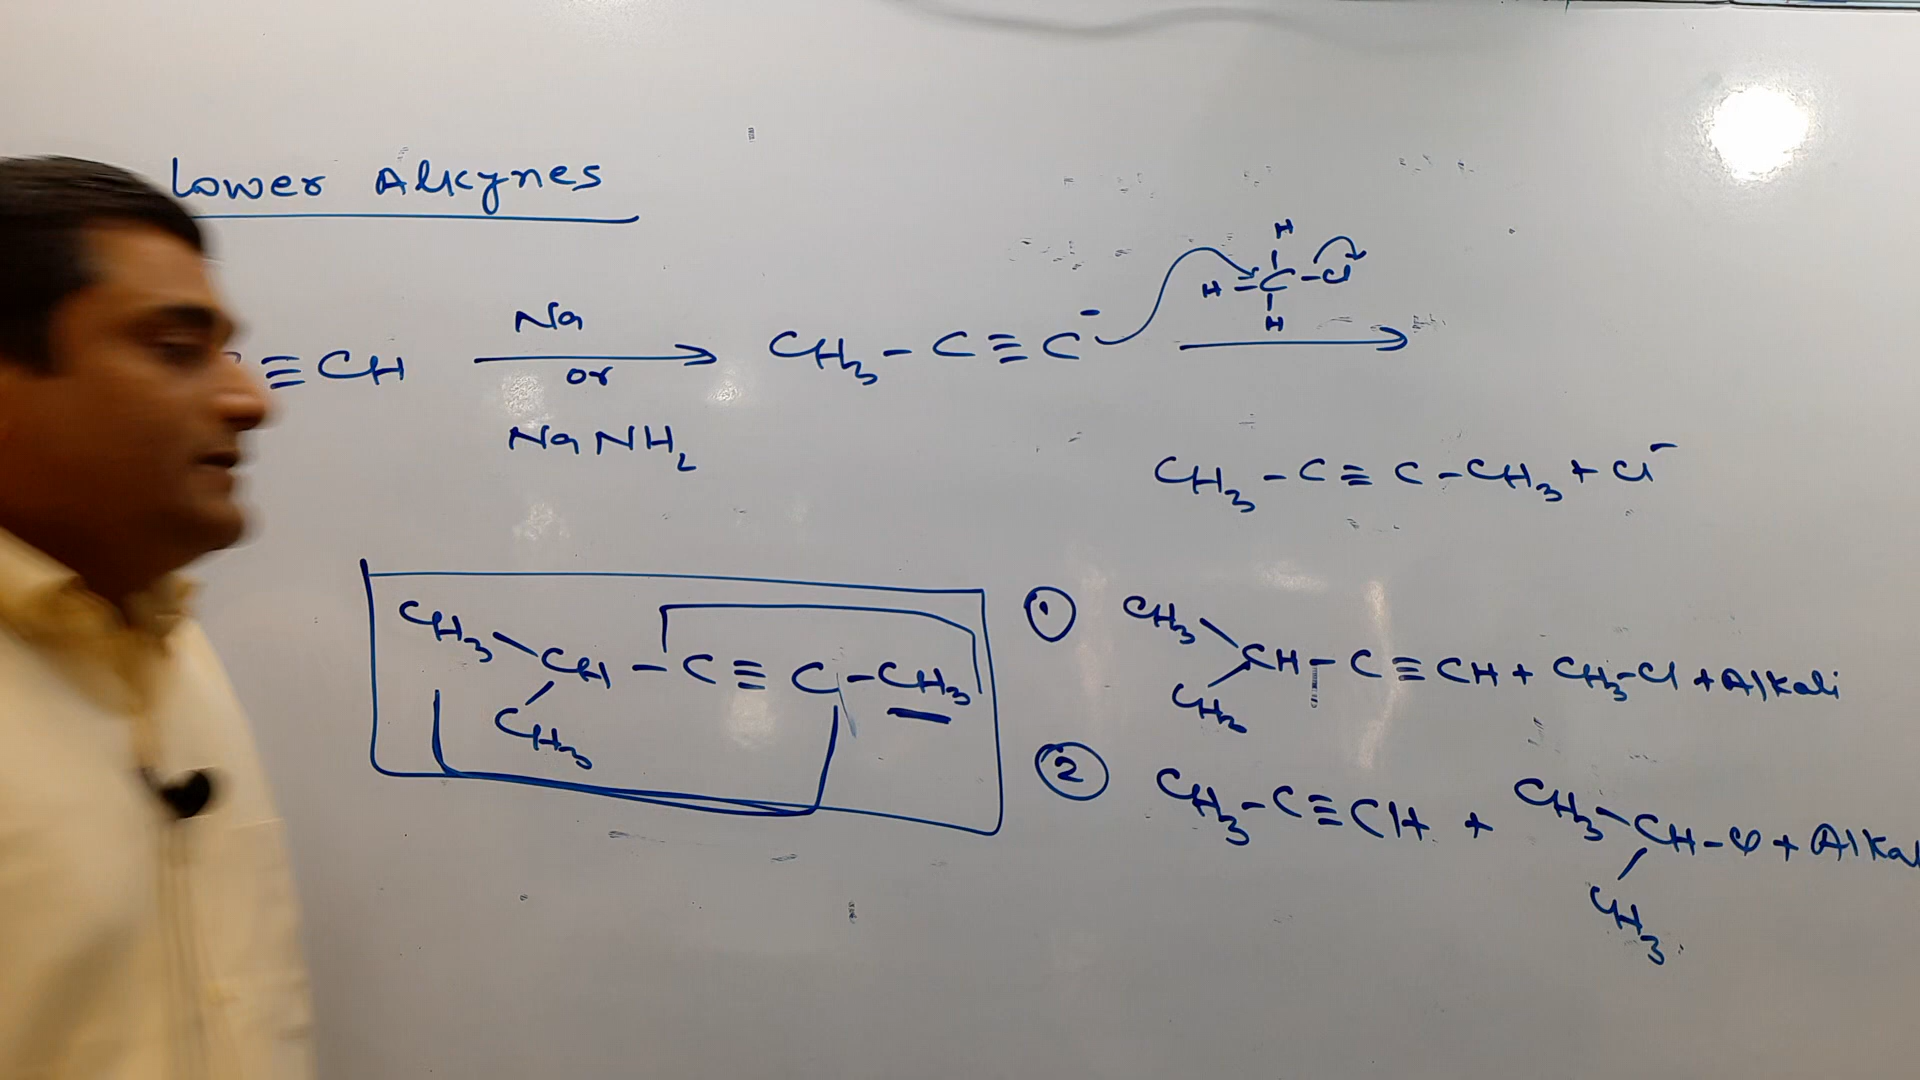 Lower Alkynes
≡ CH Na or NaNH₂ → CH₃ - C ≡ C⁻ →
H
H = C - Cl
H
CH₃ - C ≡ C - CH₃ + Cl⁻
CH₃
CH - C ≡ C - CH₃
CH₃
① CH₃
CH - C ≡ CH + CH₃-Cl + Alkali
CH₃
② CH₃ - C ≡ CH + CH₃
CH - Cl + Alkal
CH₃